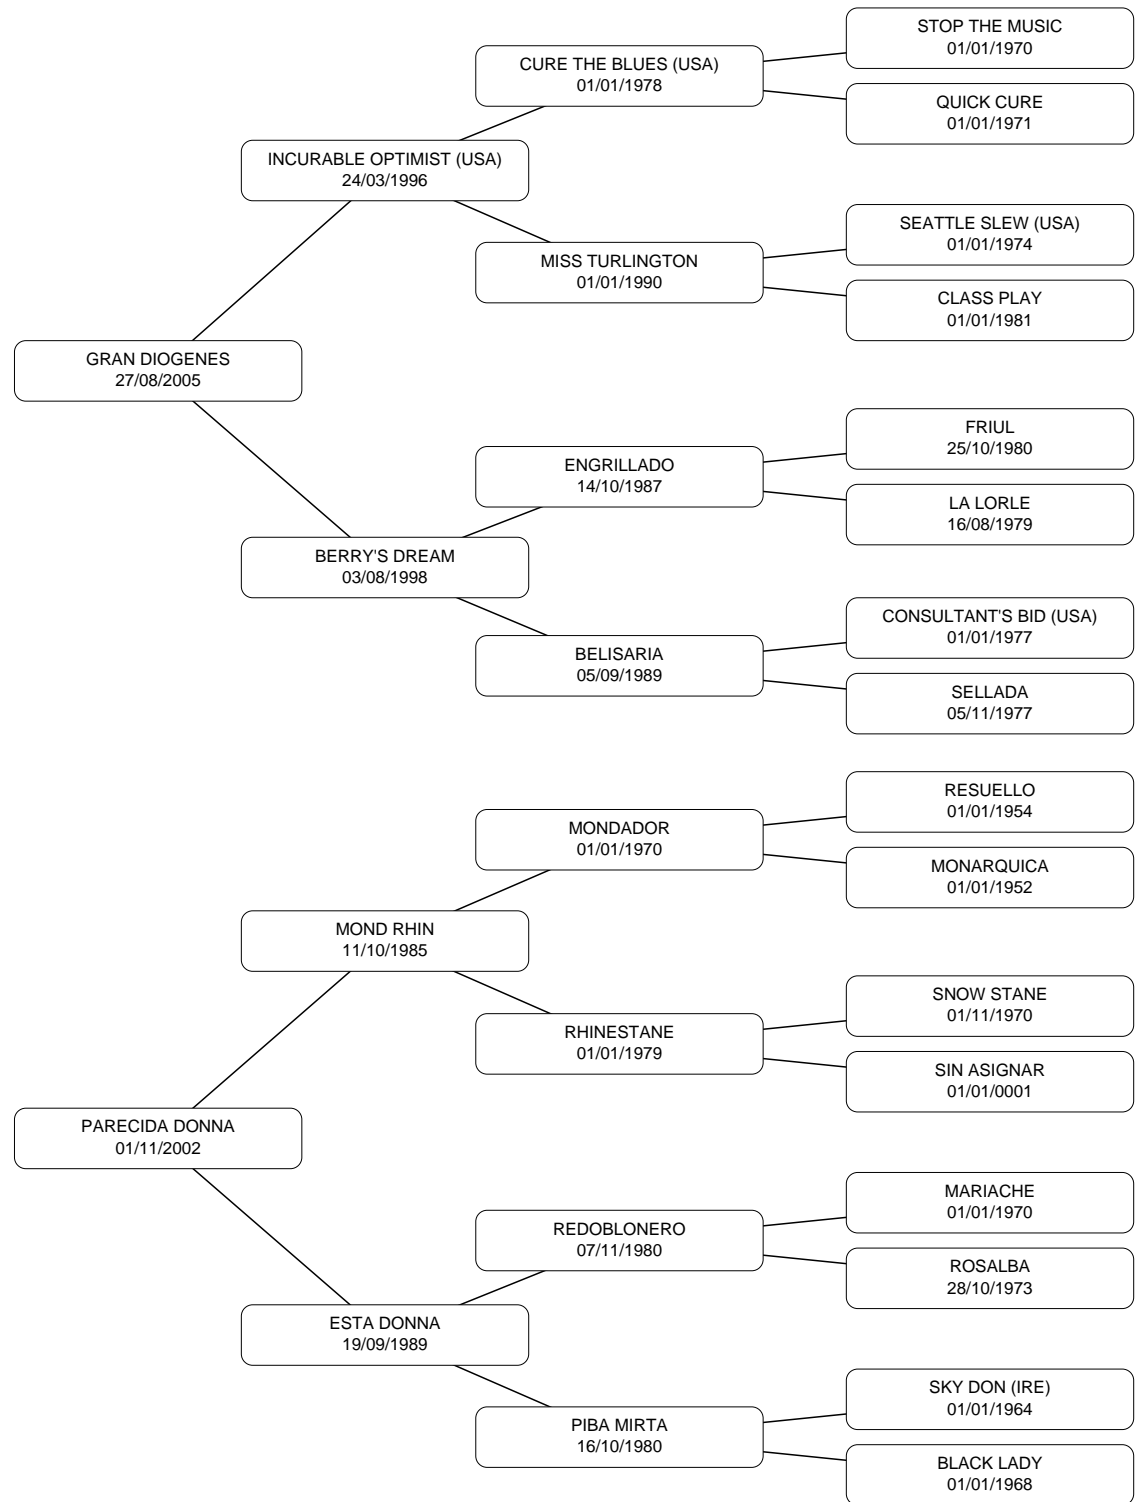 STOP THE MUSIC
01/01/1970
CURE THE BLUES (USA)
01/01/1978
QUICK CURE
01/01/1971
INCURABLE OPTIMIST (USA)
24/03/1996
SEATTLE SLEW (USA)
01/01/1974
MISS TURLINGTON
01/01/1990
CLASS PLAY
01/01/1981
GRAN DIOGENES
27/08/2005
FRIUL
25/10/1980
ENGRILLADO
14/10/1987
LA LORLE
16/08/1979
BERRY'S DREAM
03/08/1998
CONSULTANT'S BID (USA)
01/01/1977
BELISARIA
05/09/1989
SELLADA
05/11/1977
RESUELLO
01/01/1954
MONDADOR
01/01/1970
MONARQUICA
01/01/1952
MOND RHIN
11/10/1985
SNOW STANE
01/11/1970
RHINESTANE
01/01/1979
SIN ASIGNAR
01/01/0001
PARECIDA DONNA
01/11/2002
MARIACHE
01/01/1970
REDOBLONERO
07/11/1980
ROSALBA
28/10/1973
ESTA DONNA
19/09/1989
SKY DON (IRE)
01/01/1964
PIBA MIRTA
16/10/1980
BLACK LADY
01/01/1968